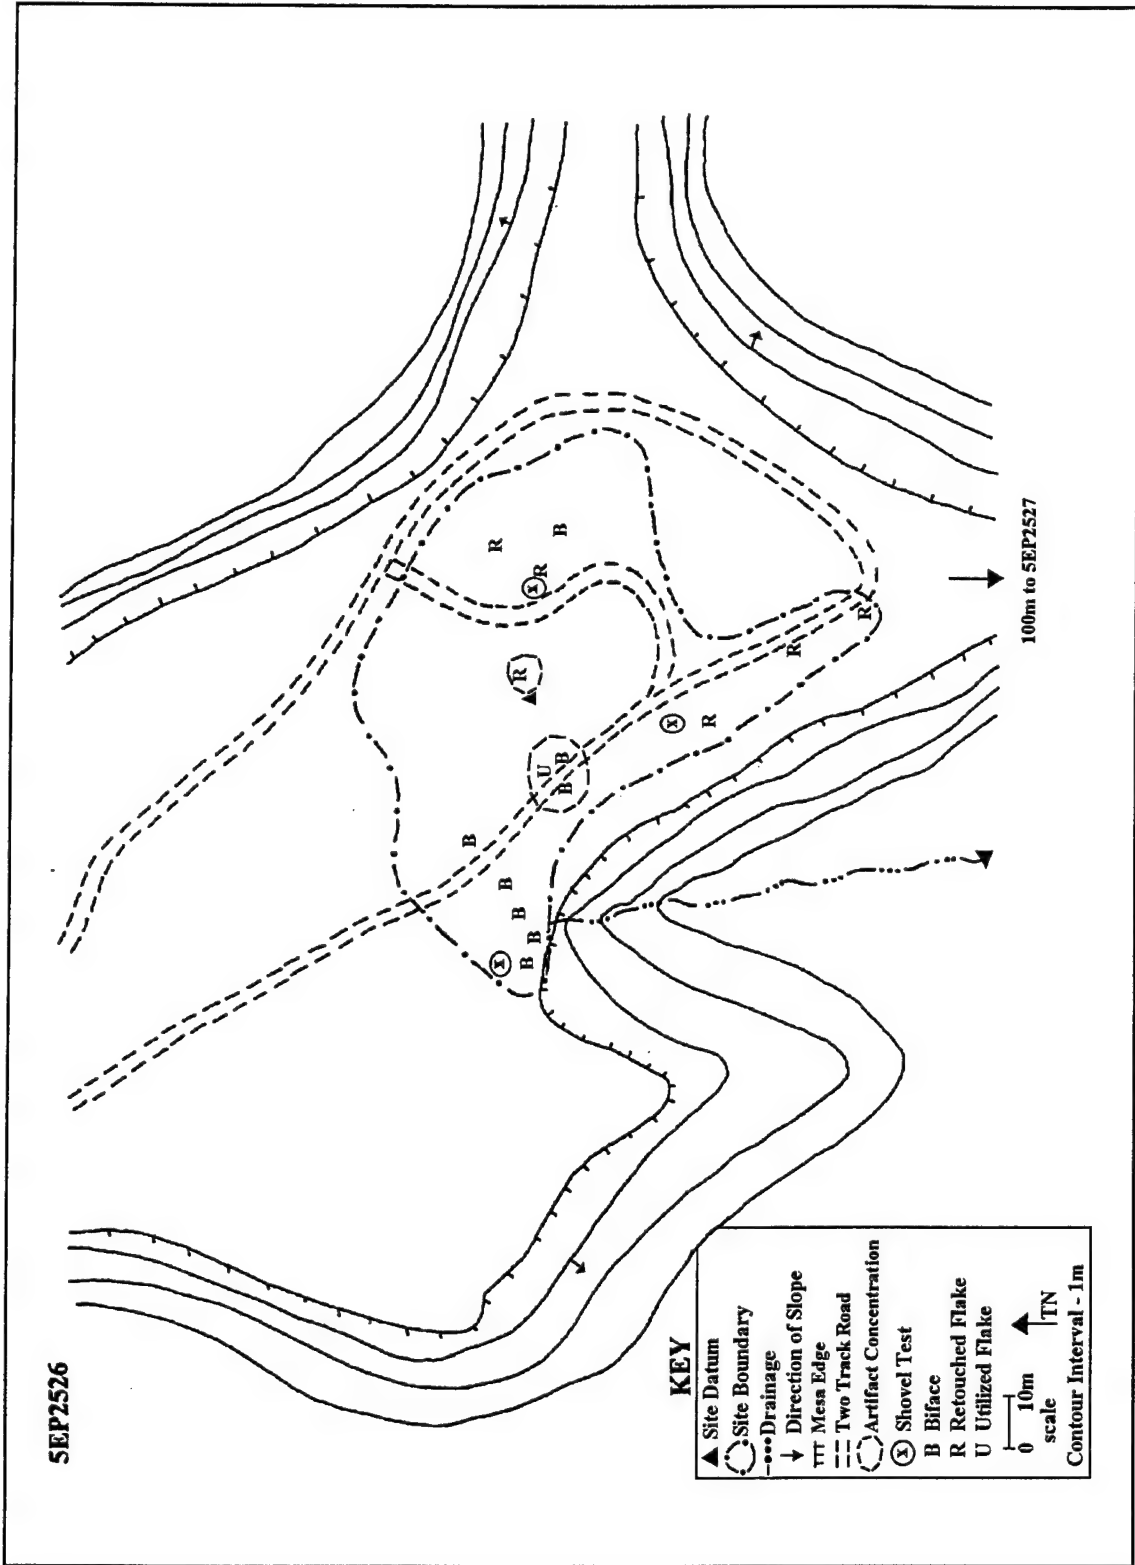 5EP2526
R
B
R
x
R
B
U
B
B
B
B
B
B
B
x
x
R
R
R
100m to 5EP2527
KEY
Site Datum
Site Boundary
Drainage
Direction of Slope
Mesa Edge
Two Track Road
Artifact Concentration
x Shovel Test
B Biface
R Retouched Flake
U Utilized Flake
0 10m TN
scale
Contour Interval - 1m